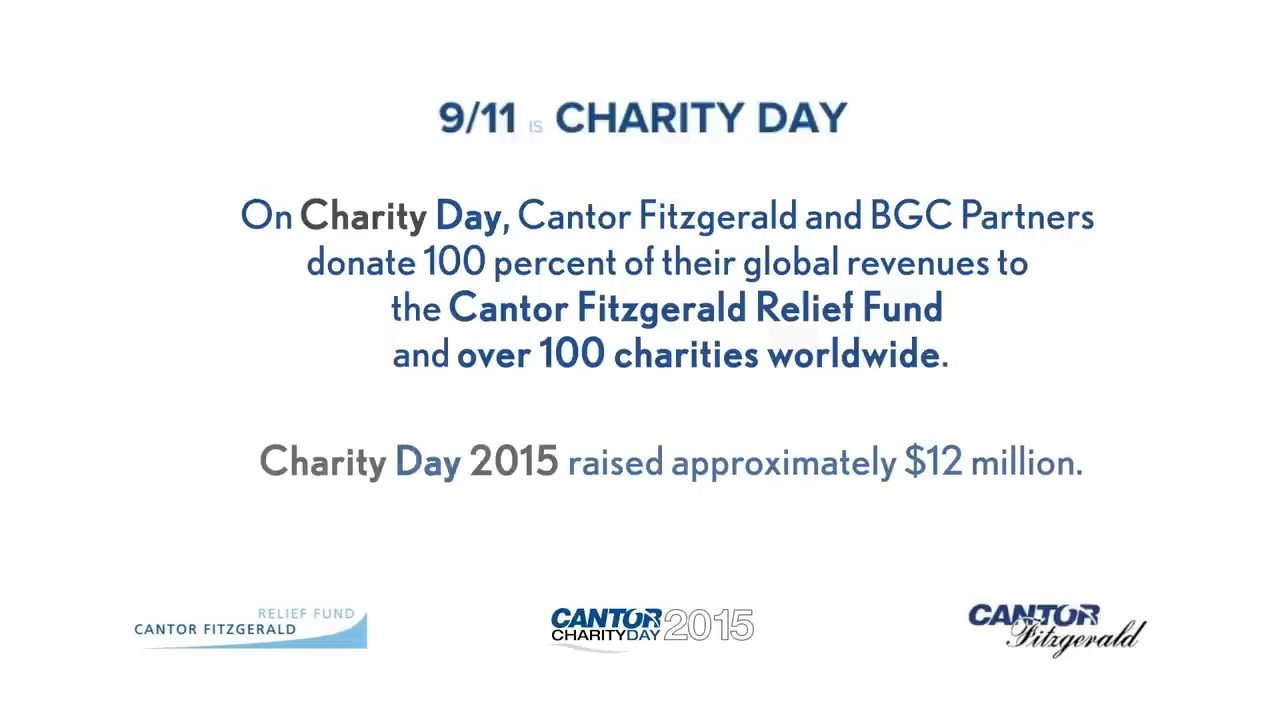 9/11 IS CHARITY DAY
On Charity Day, Cantor Fitzgerald and BGC Partners
donate 100 percent of their global revenues to
the Cantor Fitzgerald Relief Fund
and over 100 charities worldwide.
Charity Day 2015 raised approximately $12 million.
RELIEF FUND
CANTOR FITZGERALD
CANTOR
CHARITYDAY 2015
CANTOR
Fitzgerald